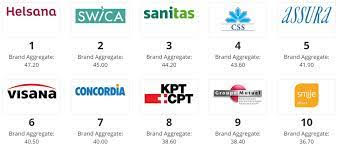 Helsana
SWICA
sanitas
CSS
ASSURA
1
2
3
4
5
Brand Aggregate:
Brand Aggregate:
Brand Aggregate:
Brand Aggregate:
Brand Aggregate:
47.20
45.00
44.20
43.60
41.90
VISANA
CONCORDIA
KPT
CPT
Groupe Mutuel
smile
6
7
8
9
10
Brand Aggregate:
Brand Aggregate:
Brand Aggregate:
Brand Aggregate:
Brand Aggregate:
40.50
40.00
38.60
38.40
36.70